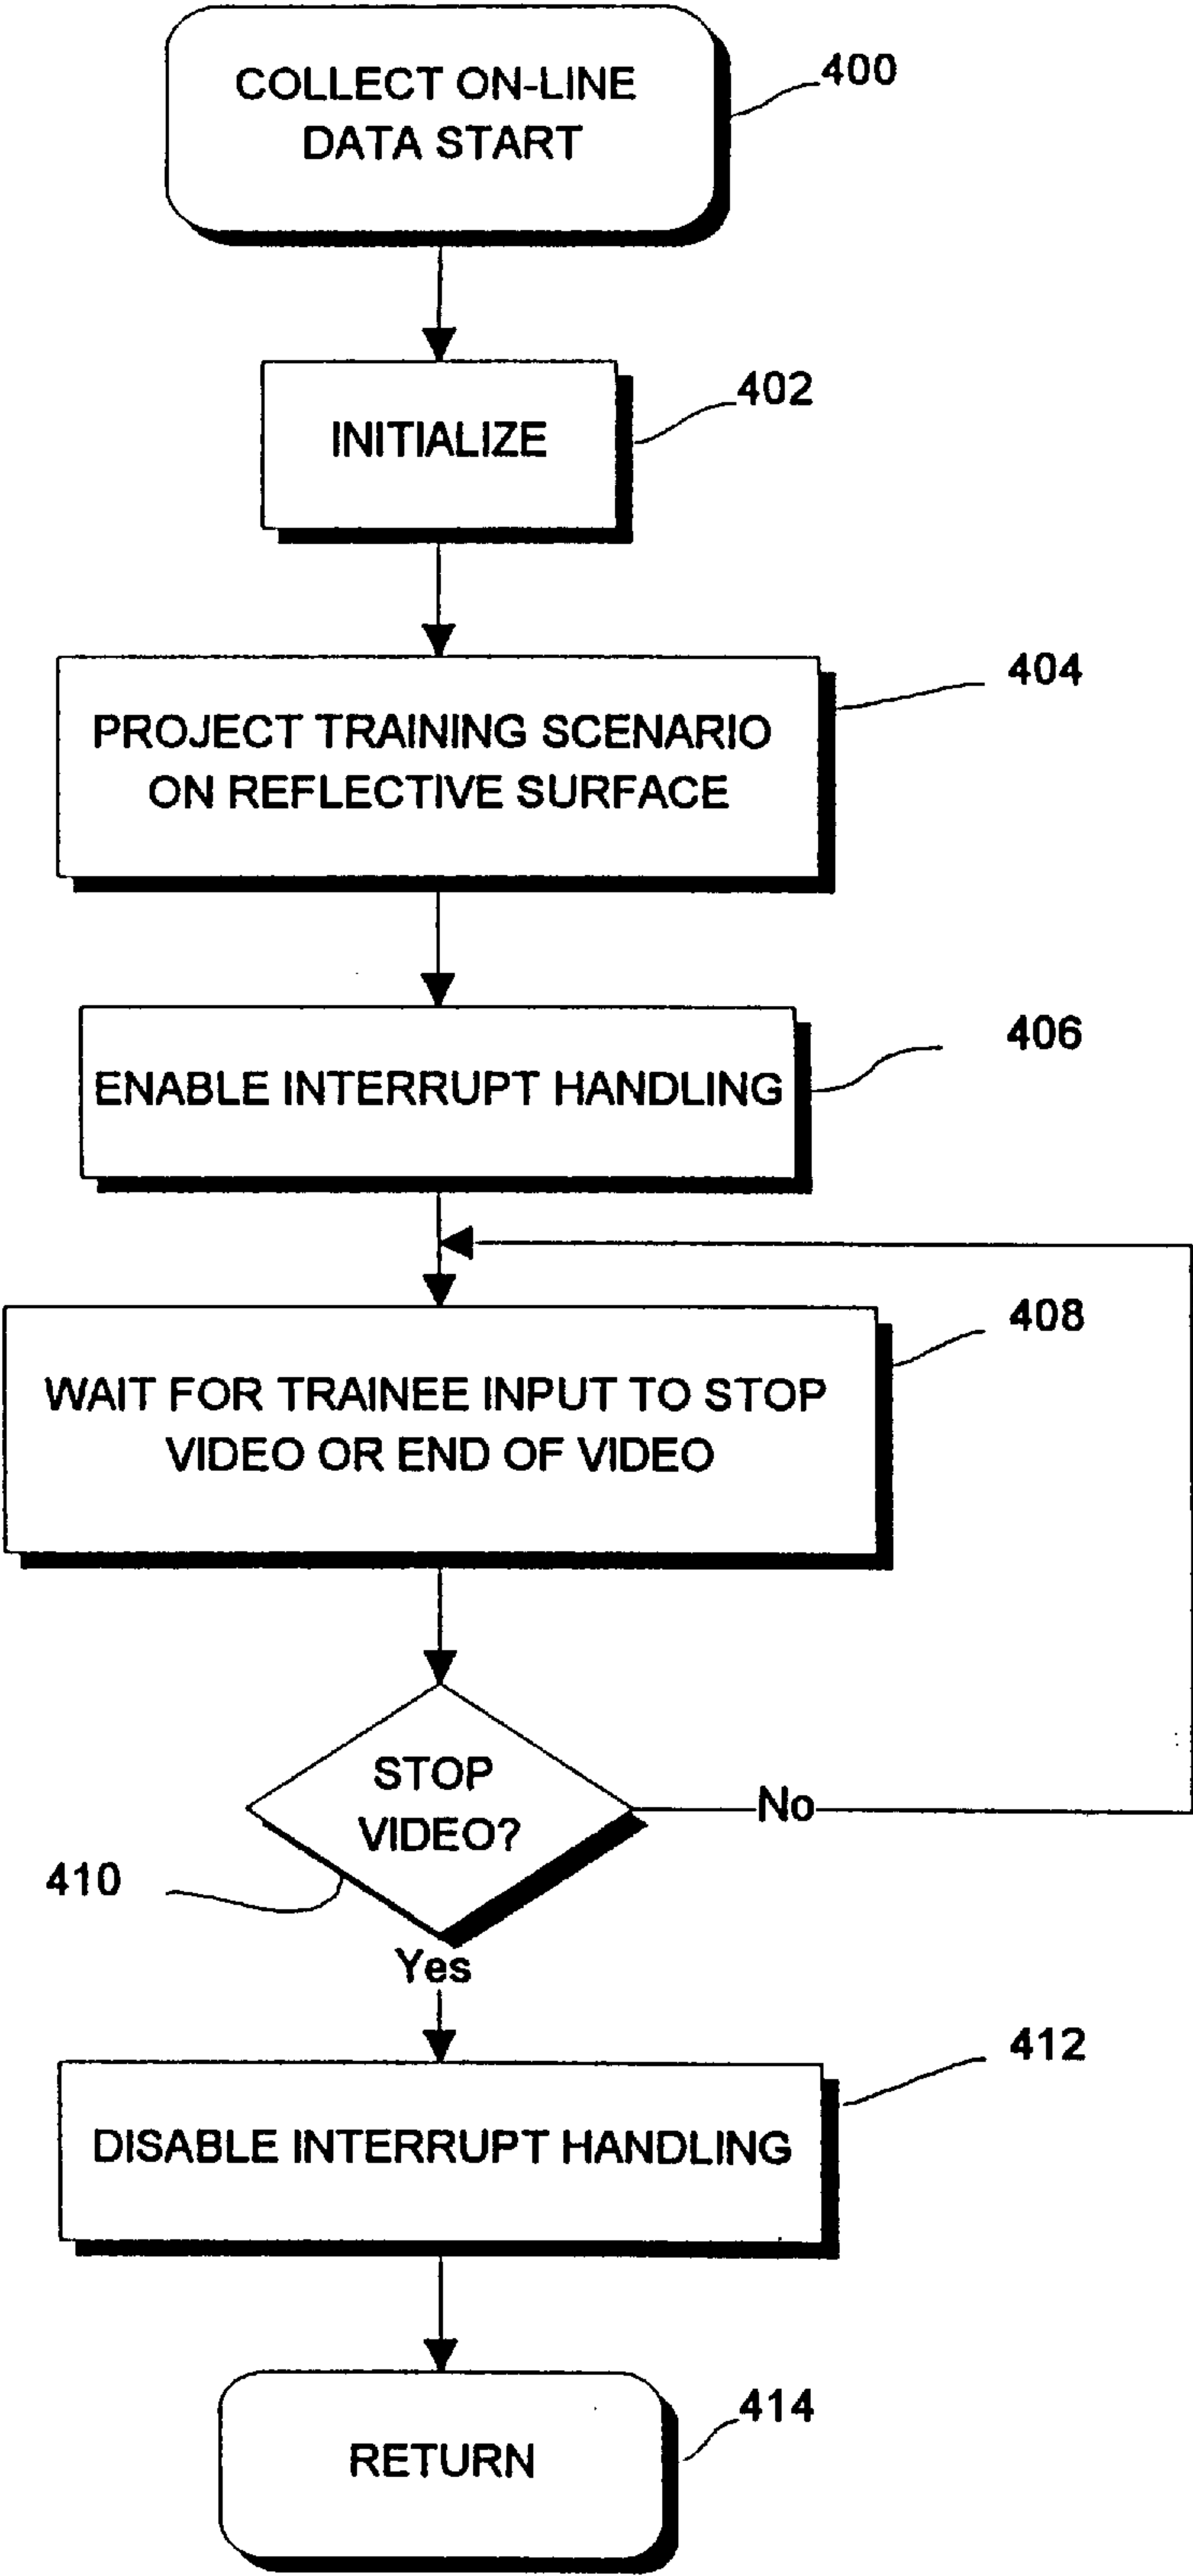 COLLECT ON-LINE
DATA START
400
INITIALIZE
402
PROJECT TRAINING SCENARIO
ON REFLECTIVE SURFACE
404
ENABLE INTERRUPT HANDLING
406
WAIT FOR TRAINEE INPUT TO STOP
VIDEO OR END OF VIDEO
408
STOP
VIDEO?
No
410
Yes
DISABLE INTERRUPT HANDLING
412
RETURN
414